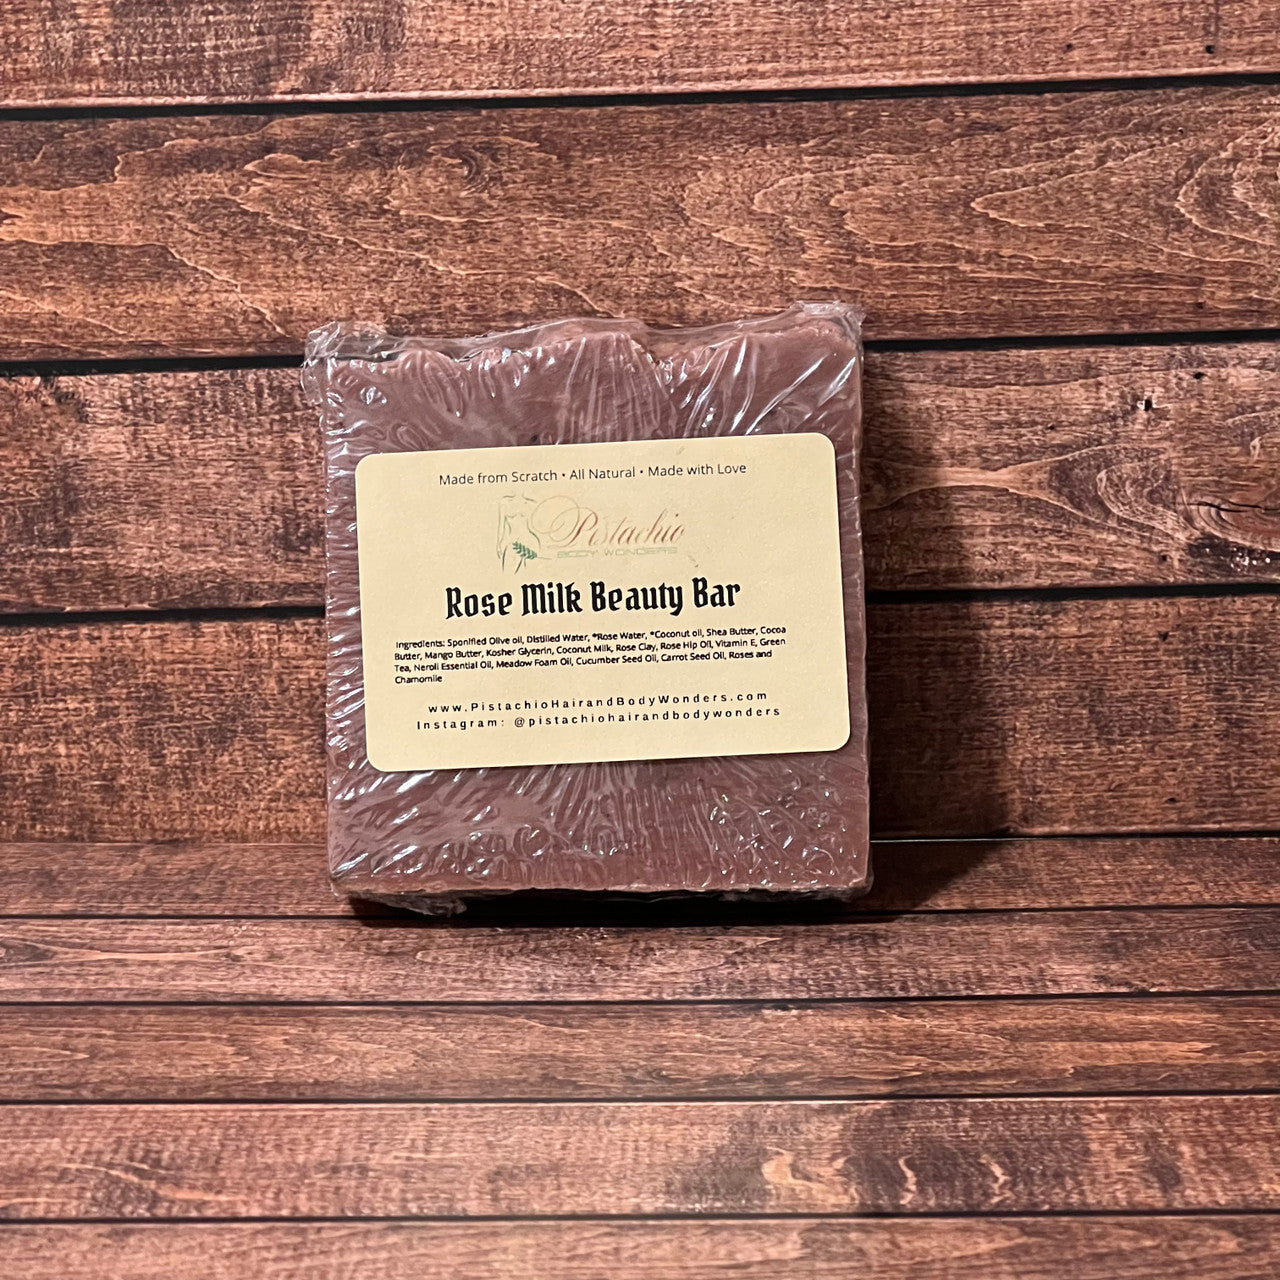 Made from Scratch • All Natural • Made with Love
Pistachio
BODY WONDERS
Rose Milk Beauty Bar
Ingredients: Sponified Olive oil, Distilled Water, *Rose Water, *Coconut oil, Shea Butter, Cocoa
Butter, Mango Butter, Kosher Glycerin, Coconut Milk, Rose Clay, Rose Hip Oil, Vitamin E, Green
Tea, Neroli Essential Oil, Meadow Foam Oil, Cucumber Seed Oil, Carrot Seed Oil, Roses and
Chamomile
www.PistachioHairandBodyWonders.com
Instagram: @pistachiohairandbodywonders